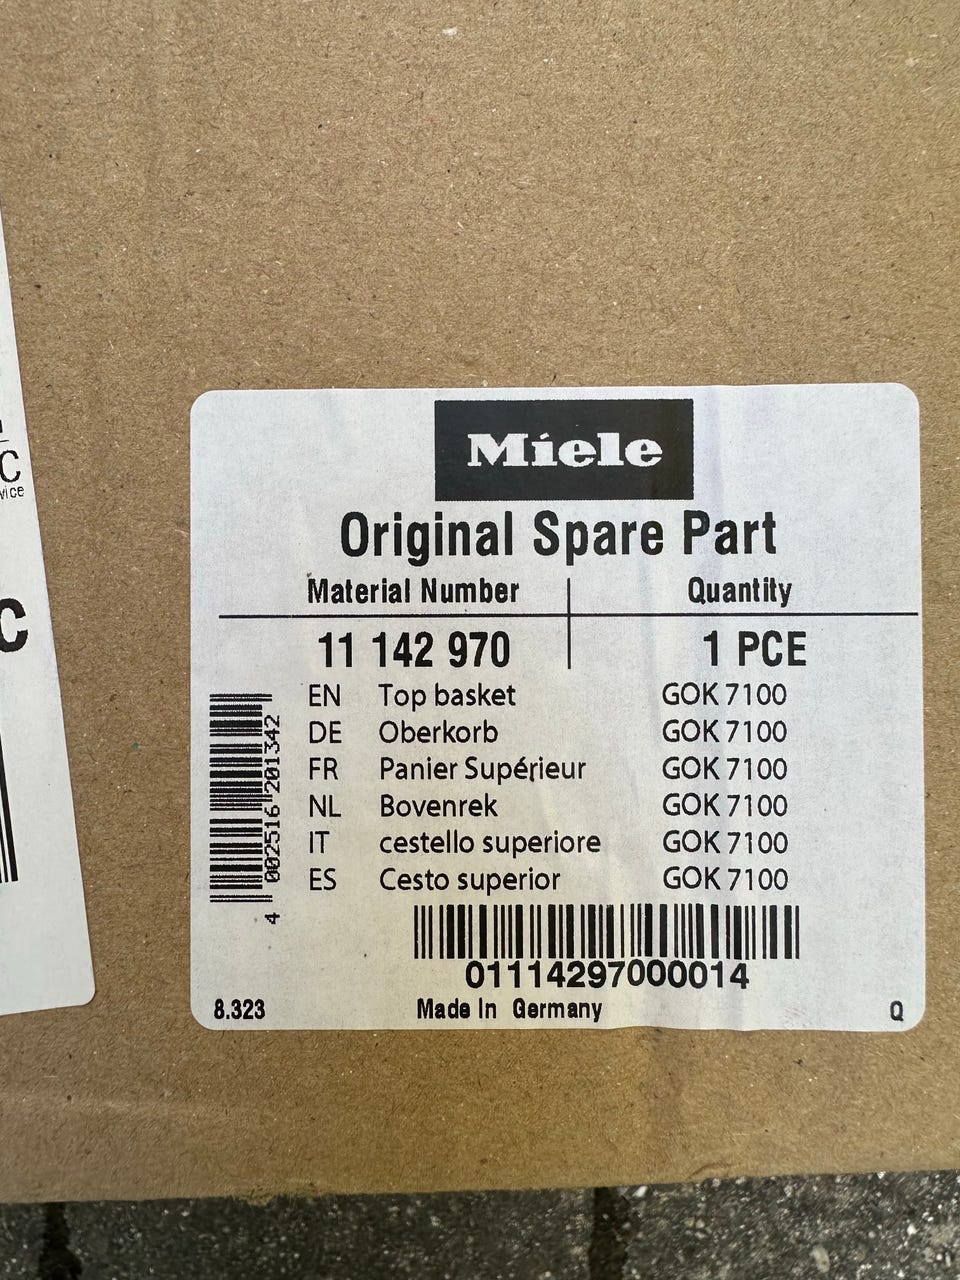 C
vice
C
Miele
Original Spare Part
Material Number Quantity
11 142 970 1 PCE
EN Top basket GOK 7100
DE Oberkorb GOK 7100
FR Panier Supérieur GOK 7100
NL Bovenrek GOK 7100
IT cestello superiore GOK 7100
ES Cesto superior GOK 7100
4 002516 201342
01114297000014
8.323 Made In Germany Q